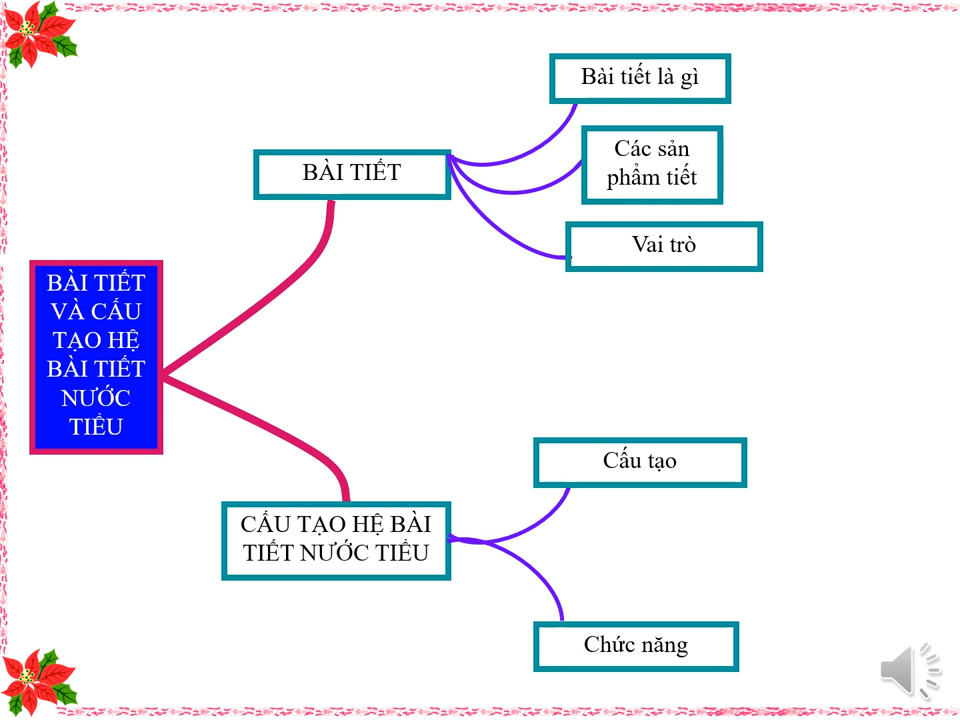 Bài tiết là gì
Các sản
phẩm tiết
BÀI TIẾT
Vai trò
BÀI TIẾT
VÀ CẤU
TẠO HỆ
BÀI TIẾT
NƯỚC
TIỂU
Cấu tạo
CẤU TẠO HỆ BÀI
TIẾT NƯỚC TIỂU
Chức năng